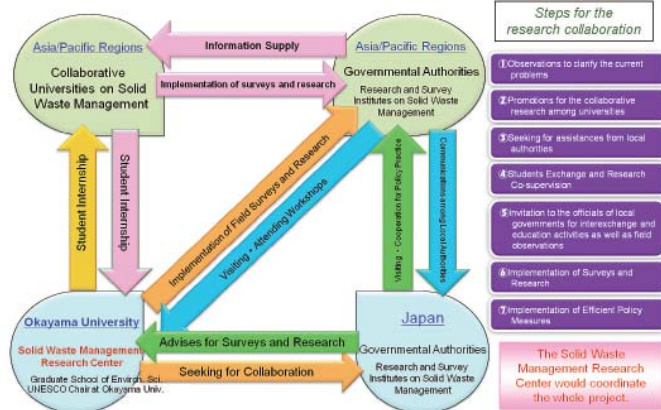 Asia/Pacific Regions
Collaborative
Universities on Solid
Waste Management
Information Supply
Implementation of surveys and research
Asia/Pacific Regions
Governmental Authorities
Research and Survey
Institutes on Solid Waste
Management
Student Internship
Student Internship
Implementation of Field Surveys and Research
Visiting・Attending Workshops
Visiting・Cooperation for Policy Practice
Communications among Local Authorities
Okayama University
Solid Waste Management
Research Center
Graduate School of Environ. Sci.
UNESCO Chair at Okayama Univ.
Advises for Surveys and Research
Seeking for Collaboration
Japan
Governmental Authorities
Research and Survey
Institutes on Solid Waste
Management
Steps for the
research collaboration
①Observations to clarify the current
problems
②Promotions for the collaborative
research among universities
③Seeking for assistances from local
authorities
④Students Exchange and Research
Co-supervision
⑤Invitation to the officials of local
governments for interexchange and
education activities as well as field
observations
⑥Implementation of Surveys and
Research
⑦Implementation of Efficient Policy
Measures
The Solid Waste
Management Research
Center would coordinate
the whole project.